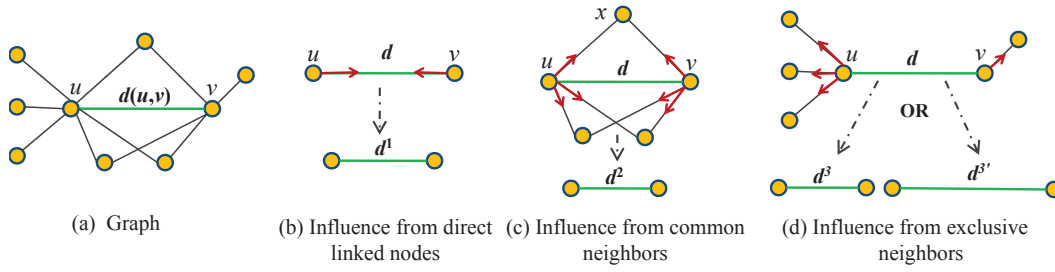 u
d(u,v)
v
(a) Graph
u
d
v
d¹
(b) Influence from direct
linked nodes
x
u
d
v
d²
(c) Influence from common
neighbors
u
d
v
OR
d³
d³′
(d) Influence from exclusive
neighbors